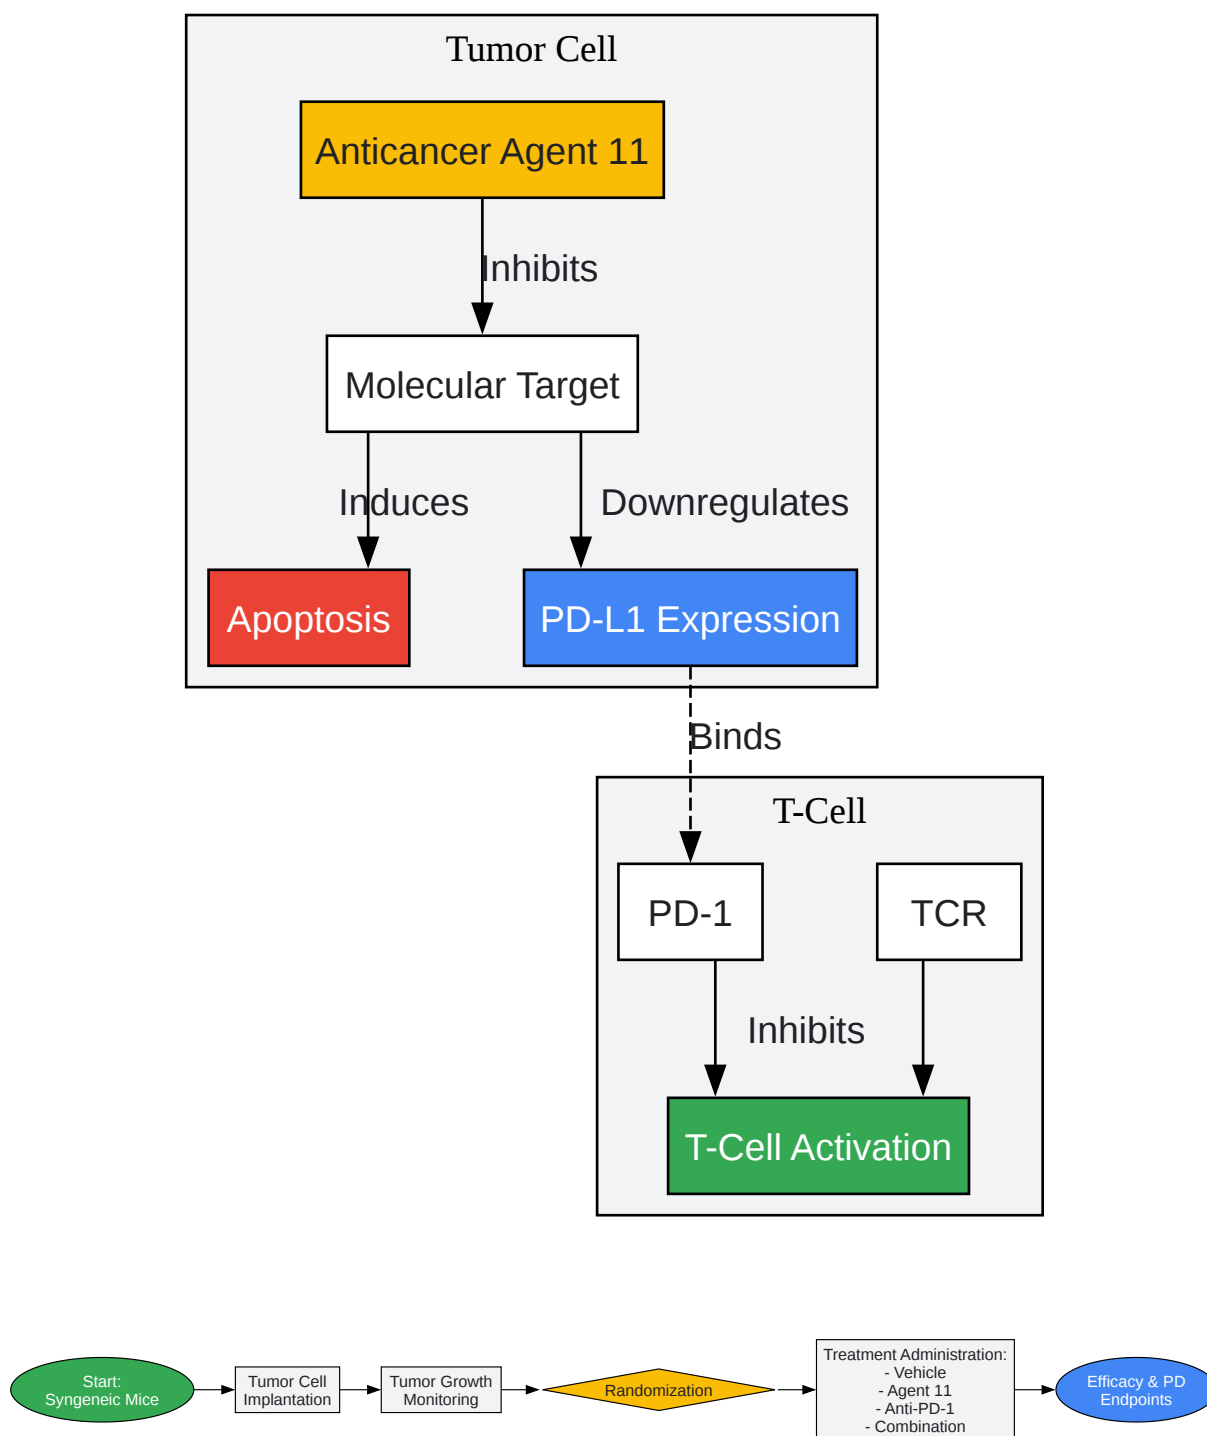 Tumor Cell
Anticancer Agent 11
Inhibits
Molecular Target
Induces
Downregulates
Apoptosis
PD-L1 Expression
Binds
T-Cell
PD-1
TCR
Inhibits
T-Cell Activation
Start:
Syngeneic Mice
Tumor Cell
Implantation
Tumor Growth
Monitoring
Randomization
Treatment Administration:
- Vehicle
- Agent 11
- Anti-PD-1
- Combination
Efficacy & PD
Endpoints